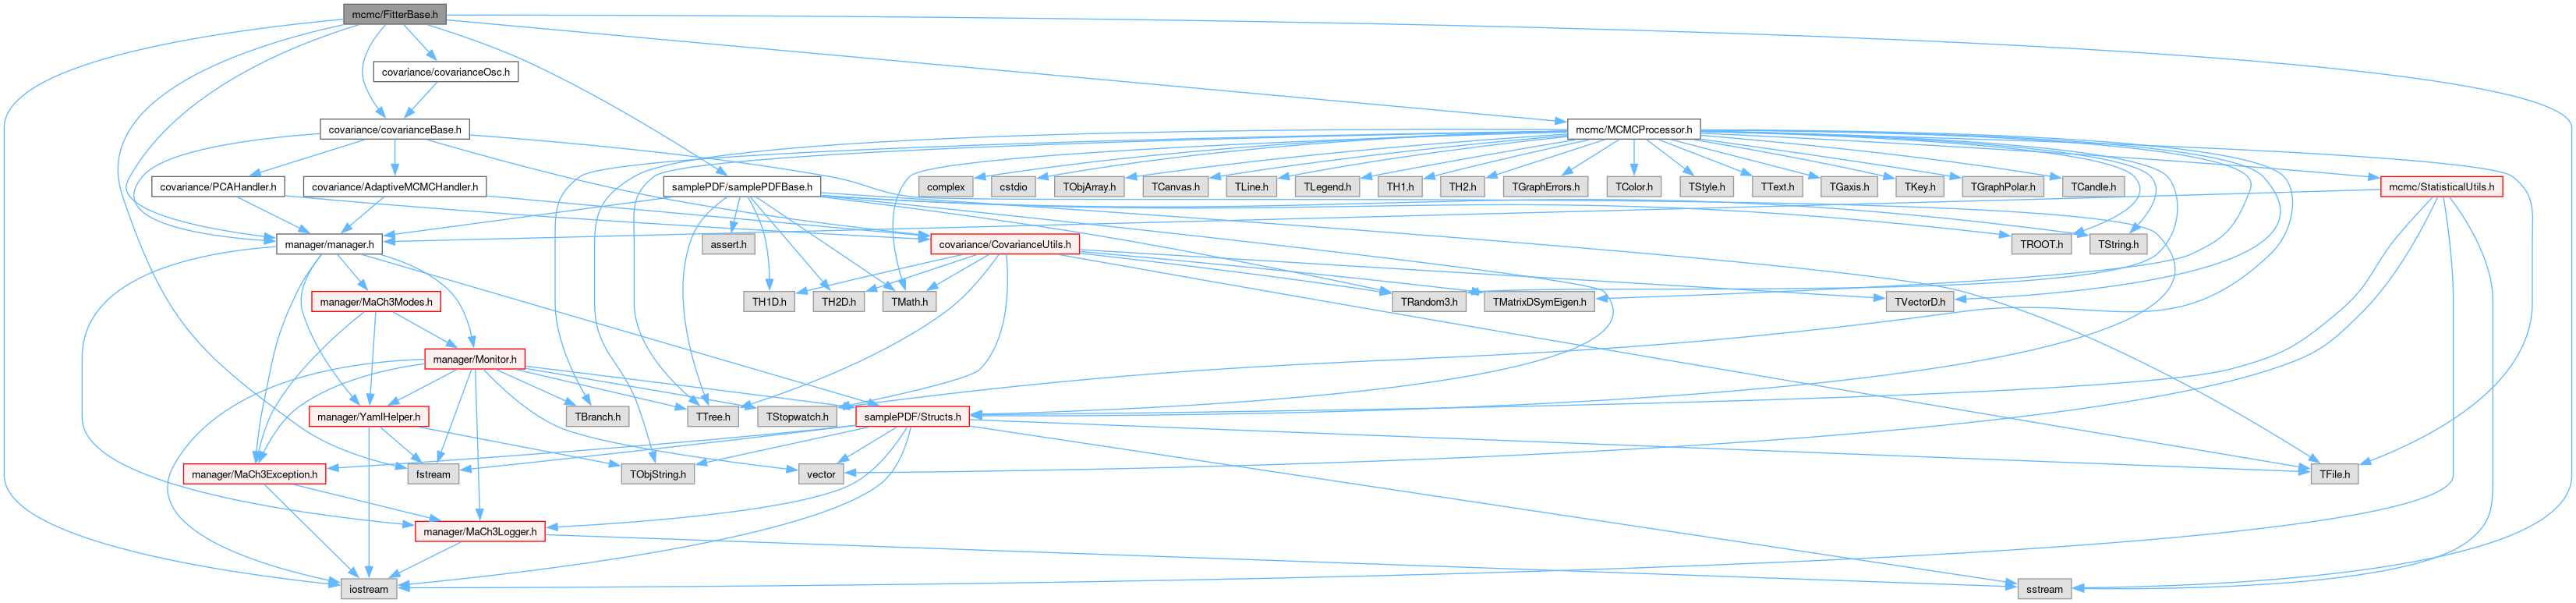 mcmc/FitterBase.h
covariance/covarianceOsc.h
covariance/covarianceBase.h
mcmc/MCMCProcessor.h
covariance/PCAHandler.h
covariance/AdaptiveMCMCHandler.h
samplePDF/samplePDFBase.h
complex
cstdio
TObjArray.h
TCanvas.h
TLine.h
TLegend.h
TH1.h
TH2.h
TGraphErrors.h
TColor.h
TStyle.h
TText.h
TGaxis.h
TKey.h
TGraphPolar.h
TCandle.h
mcmc/StatisticalUtils.h
manager/manager.h
assert.h
covariance/CovarianceUtils.h
TROOT.h
TString.h
manager/MaCh3Modes.h
TH1D.h
TH2D.h
TMath.h
TRandom3.h
TMatrixDSymEigen.h
TVectorD.h
manager/Monitor.h
manager/YamlHelper.h
TBranch.h
TTree.h
TStopwatch.h
samplePDF/Structs.h
manager/MaCh3Exception.h
fstream
TObjString.h
vector
TFile.h
manager/MaCh3Logger.h
iostream
sstream